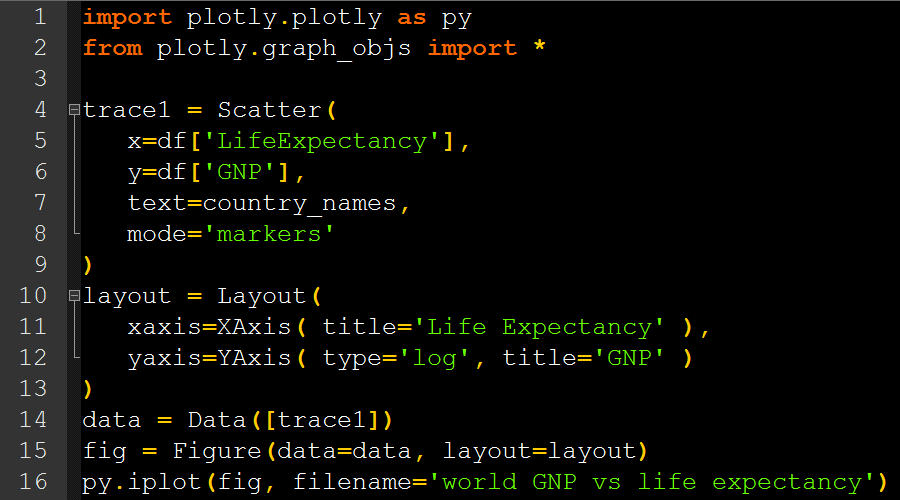 1 import plotly.plotly as py
2 from plotly.graph_objs import *
3
4 trace1 = Scatter(
5 x=df['LifeExpectancy'],
6 y=df['GNP'],
7 text=country_names,
8 mode='markers'
9 )
10 layout = Layout(
11 xaxis=XAxis( title='Life Expectancy' ),
12 yaxis=YAxis( type='log', title='GNP' )
13 )
14 data = Data([trace1])
15 fig = Figure(data=data, layout=layout)
16 py.iplot(fig, filename='world GNP vs life expectancy')